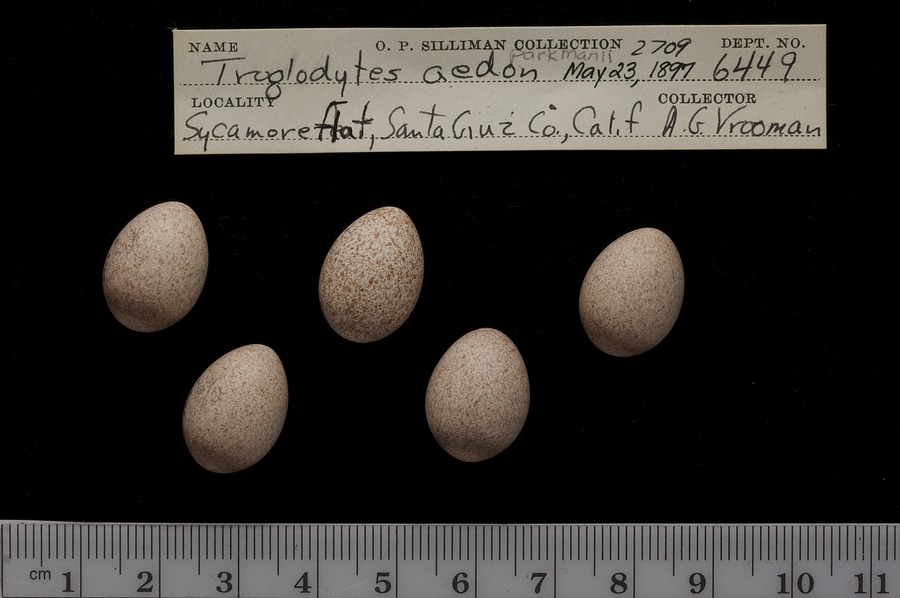 NAME O. P. SILLIMAN COLLECTION 2709 DEPT. NO.
parkmanii
Troglodytes aedon May 23, 1897 6449
LOCALITY COLLECTOR
Sycamore Flat, Santa Cruz Co., Calif A. G. Vrooman
cm 1 2 3 4 5 6 7 8 9 10 11